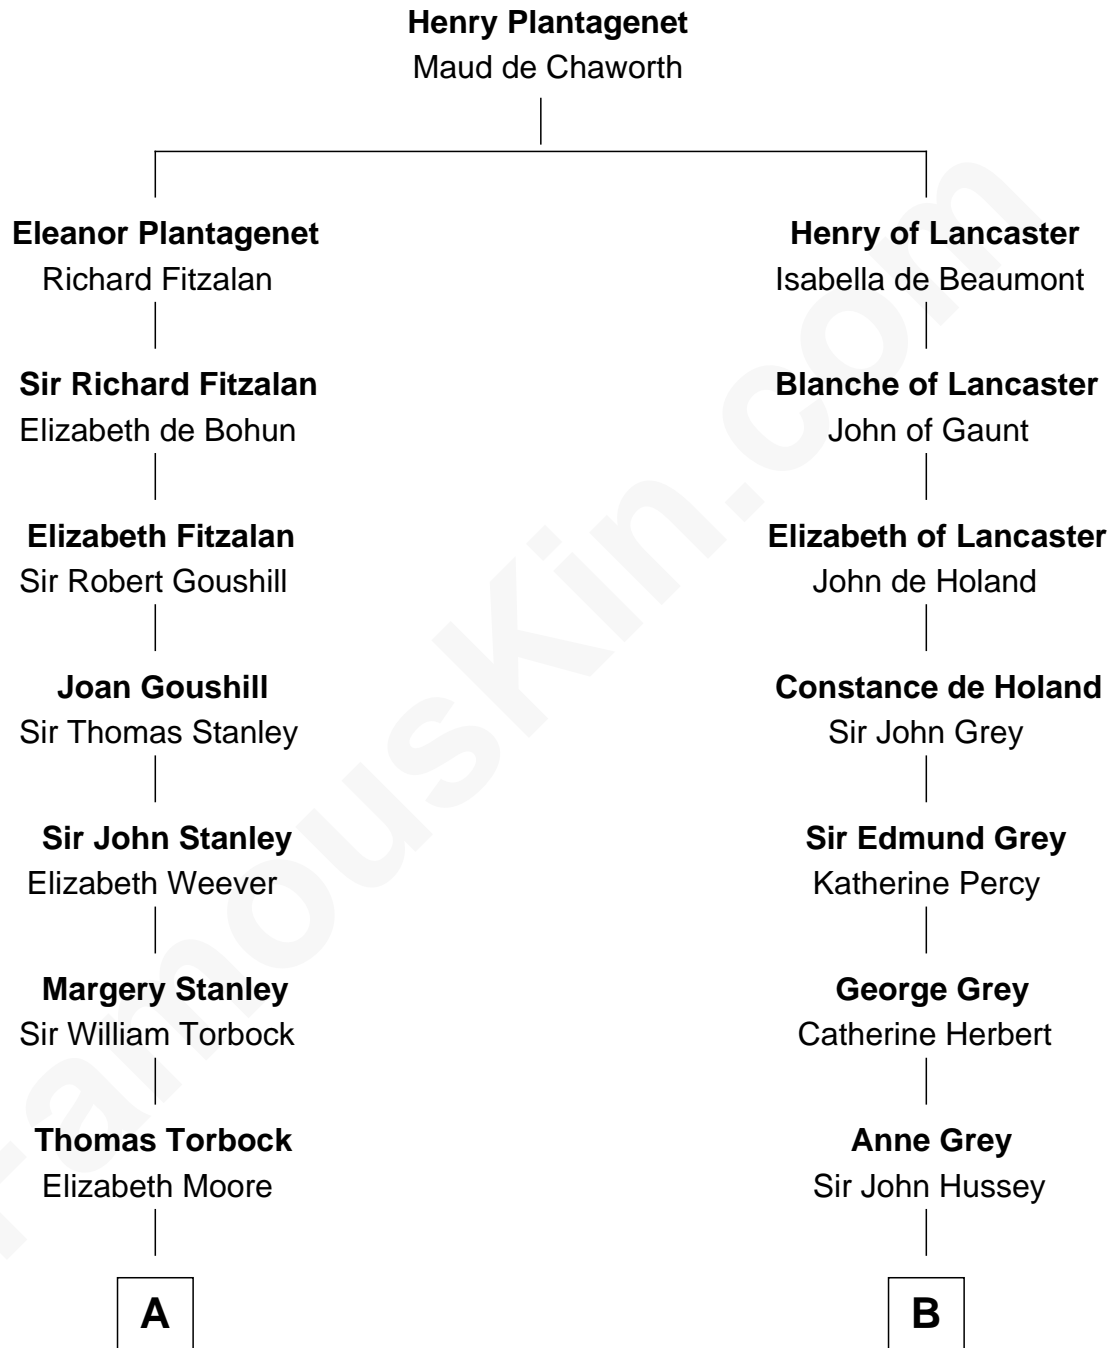 Henry Plantagenet
Maud de Chaworth
Eleanor Plantagenet
Richard Fitzalan
Henry of Lancaster
Isabella de Beaumont
Sir Richard Fitzalan
Elizabeth de Bohun
Blanche of Lancaster
John of Gaunt
Elizabeth Fitzalan
Sir Robert Goushill
Elizabeth of Lancaster
John de Holand
Joan Goushill
Sir Thomas Stanley
Constance de Holand
Sir John Grey
Sir John Stanley
Elizabeth Weever
Sir Edmund Grey
Katherine Percy
Margery Stanley
Sir William Torbock
George Grey
Catherine Herbert
Thomas Torbock
Elizabeth Moore
Anne Grey
Sir John Hussey
A
B
FamousKin.com